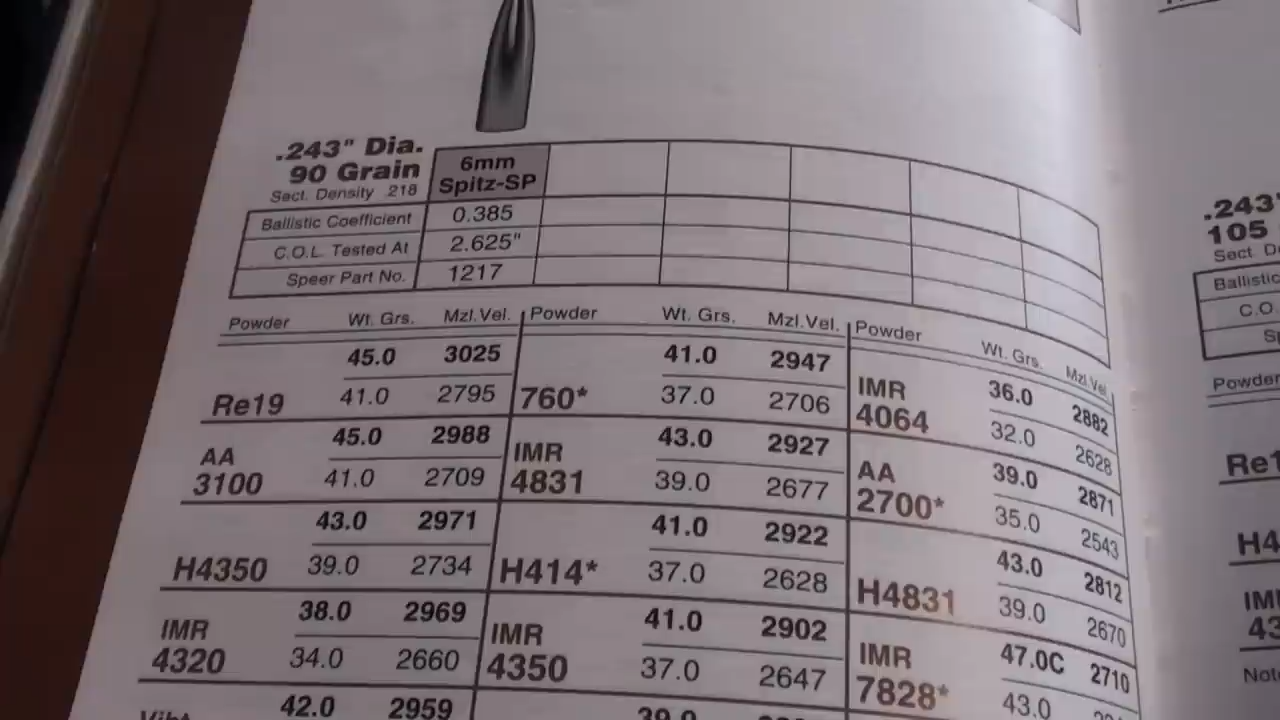 .243" Dia.
90 Grain
Sect. Density .218
6mm
Spitz-SP
Ballistic Coefficient 0.385
C.O.L. Tested At 2.625"
Speer Part No. 1217
Powder Wt. Grs. Mzl.Vel. Powder Wt. Grs. Mzl.Vel. Powder Wt. Grs. Mzl.Vel.
Re19 45.0 3025
41.0 2795
760* 41.0 2947
37.0 2706
IMR
4064 36.0 2882
32.0 2628
AA
3100 45.0 2988
41.0 2709
IMR
4831 43.0 2927
39.0 2677
AA
2700* 39.0 2871
35.0 2543
H4350 43.0 2971
39.0 2734
H414* 41.0 2922
37.0 2628
H4831 43.0 2812
39.0 2670
IMR
4320 38.0 2969
34.0 2660
IMR
4350 41.0 2902
37.0 2647
IMR
7828* 47.0C 2710
43.0
42.0 2959
39.0
.243"
105
Sect.
Ballistic
C.O.
Powder